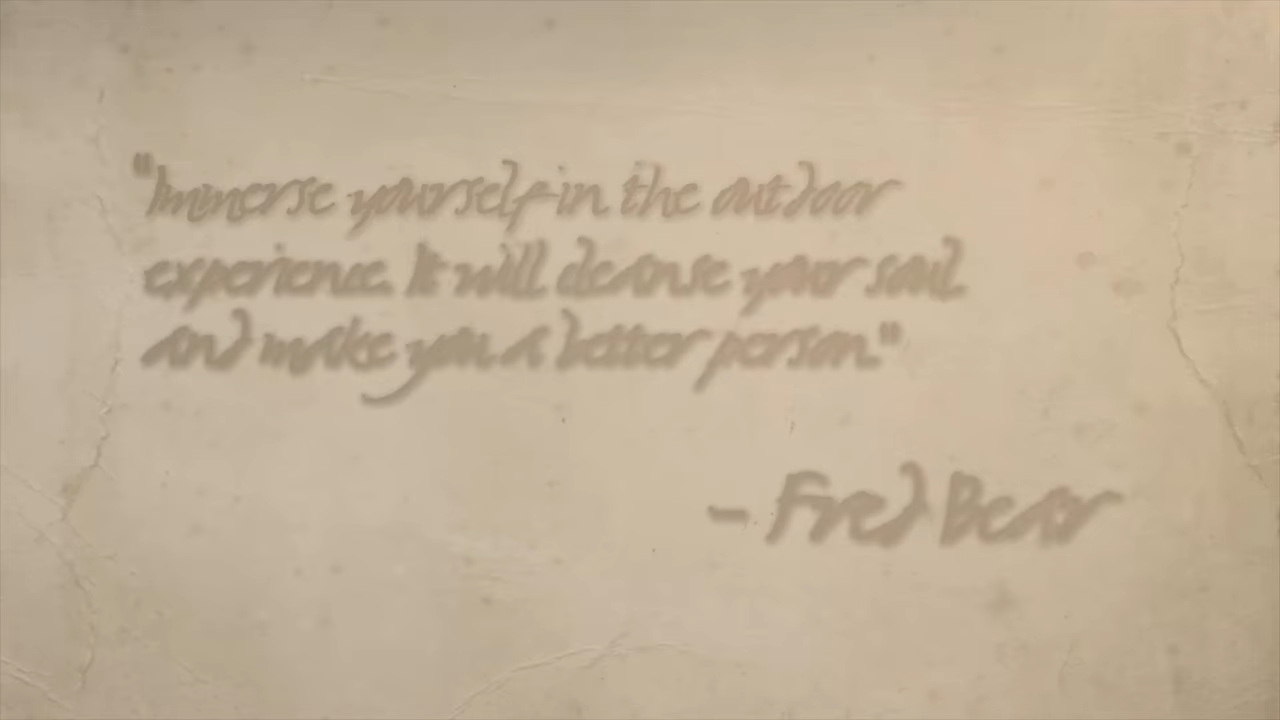 "Immerse yourself in the outdoor
experience. It will cleanse your soul
and make you a better person."
- Fred Bear